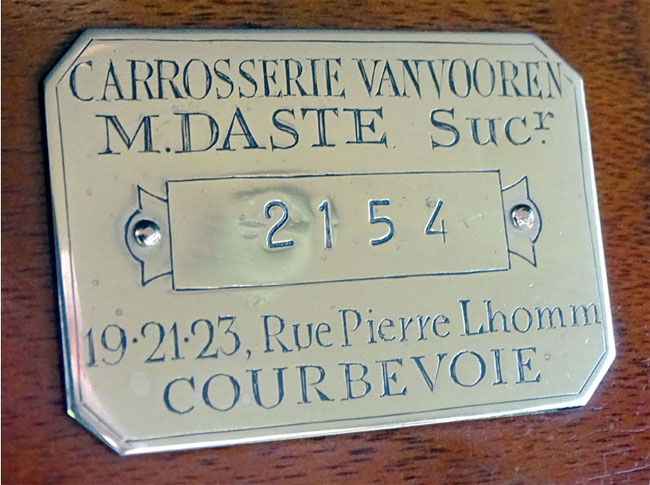 CARROSSERIE VANVOOREN
M.DASTE Sucr.
2154
19·21·23, Rue Pierre Lhomm
COURBEVOIE